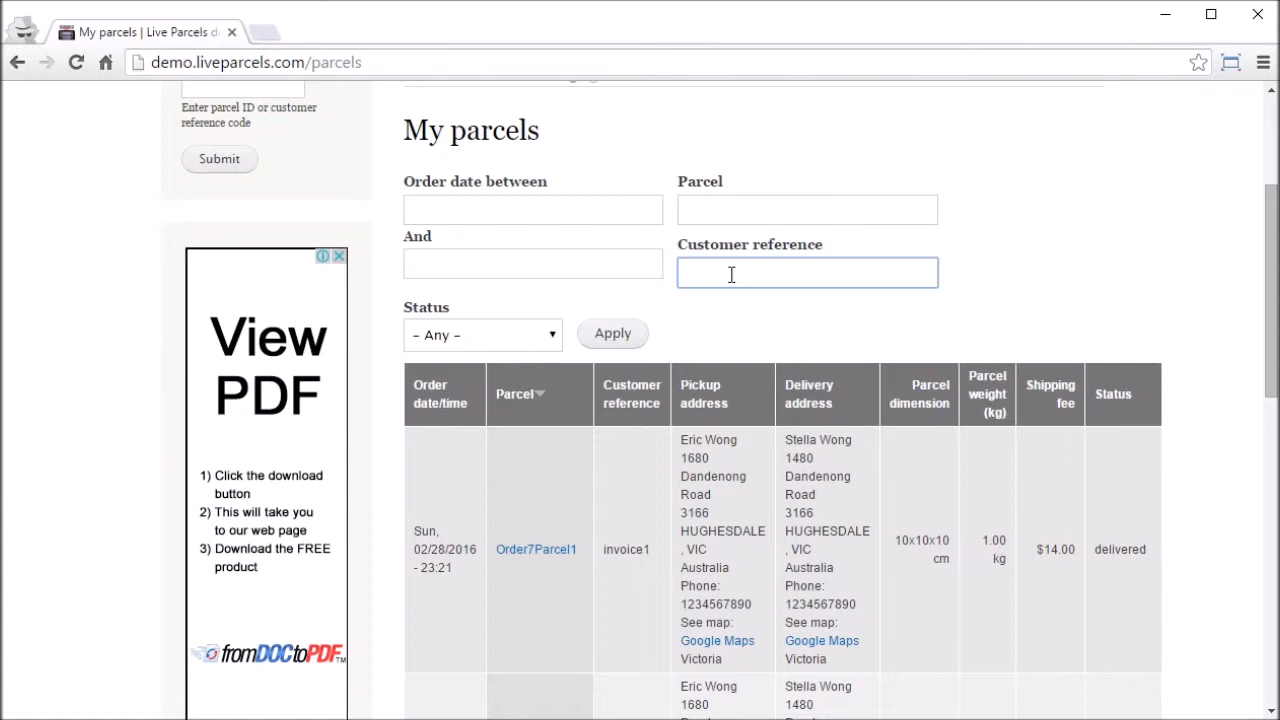 My parcels | Live Parcels d
demo.liveparcels.com/parcels
Enter parcel ID or customer
reference code
Submit
View
PDF
1) Click the download
button
2) This will take you
to our web page
3) Download the FREE
product
fromDOCtoPDF™
My parcels
Order date between
Parcel
And
Customer reference
Status
- Any -
Apply
Order
date/time
Parcel
Customer
reference
Pickup
address
Delivery
address
Parcel
dimension
Parcel
weight
(kg)
Shipping
fee
Status
Sun,
02/28/2016
- 23:21
Order7Parcel1
invoice1
Eric Wong
1680
Dandenong
Road
3166
HUGHESDALE
, VIC
Australia
Phone:
1234567890
See map:
Google Maps
Victoria
Stella Wong
1480
Dandenong
Road
3166
HUGHESDALE
, VIC
Australia
Phone:
1234567890
See map:
Google Maps
Victoria
10x10x10
cm
1.00
kg
$14.00
delivered
Eric Wong
1680
Stella Wong
1480